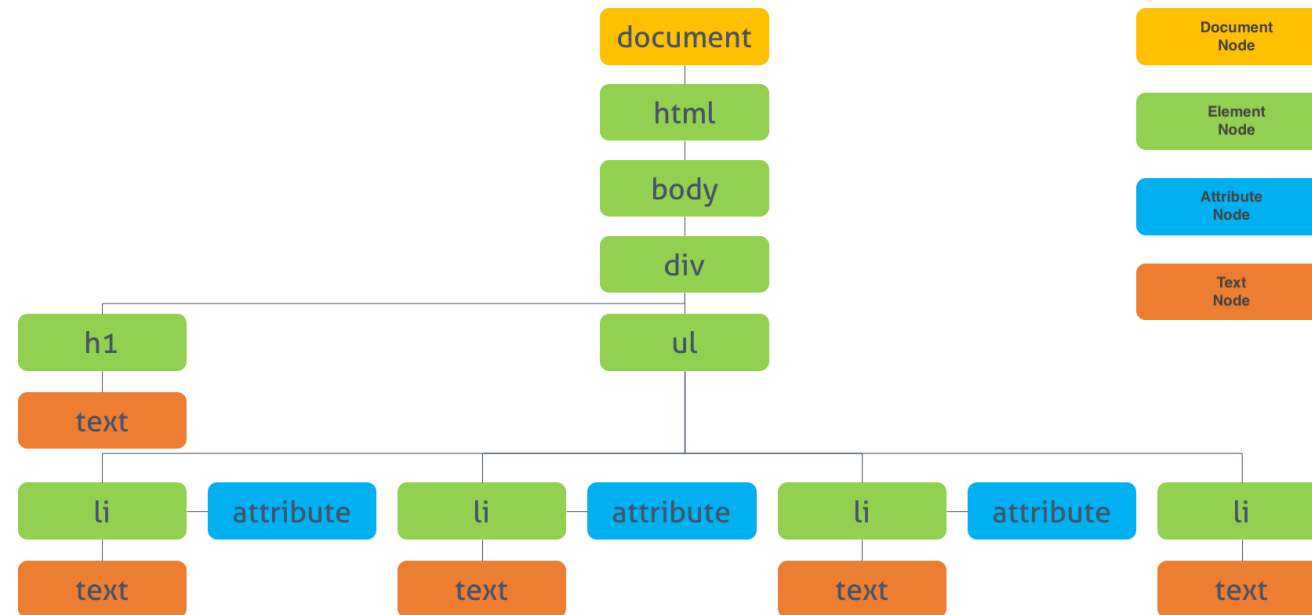 document
Document
Node
html
Element
Node
body
Attribute
Node
div
Text
Node
h1
ul
text
li
attribute
li
attribute
li
attribute
li
text
text
text
text